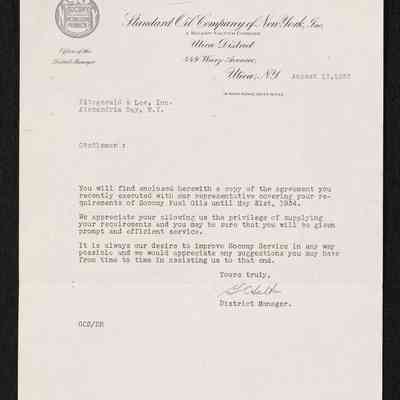 Standard Oil Company of New York, Inc.
A Socony-Vacuum Company
Utica District
Office of the
District Manager
Utica, N.Y.
August
Fitzgerald & Lee, Inc.
Alexandria Bay, N.Y.
Gentlemen:
You will find enclosed herewith a copy of the agreement you
recently executed with our representative covering your re-
quirements of Socony Fuel Oils until May 31st, 1934.
We appreciate your allowing us the privilege of supplying
your requirments and you may be sure that you will be given
prompt and efficient service.
It is always our desire to improve Socony Service in any way
possible and we would appreciate any suggestions you may have
from time to time in assisting us to that end.
Yours truly,
District Manager.